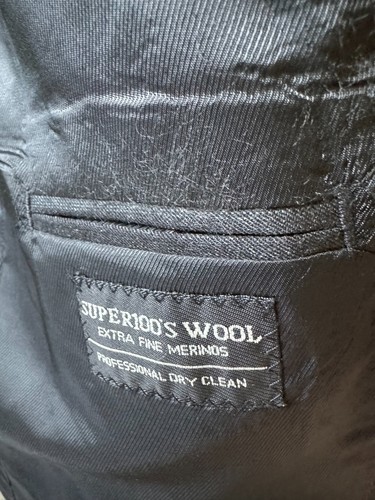 SUPER100'S WOOL
EXTRA FINE MERINOS
PROFESSIONAL DRY CLEAN